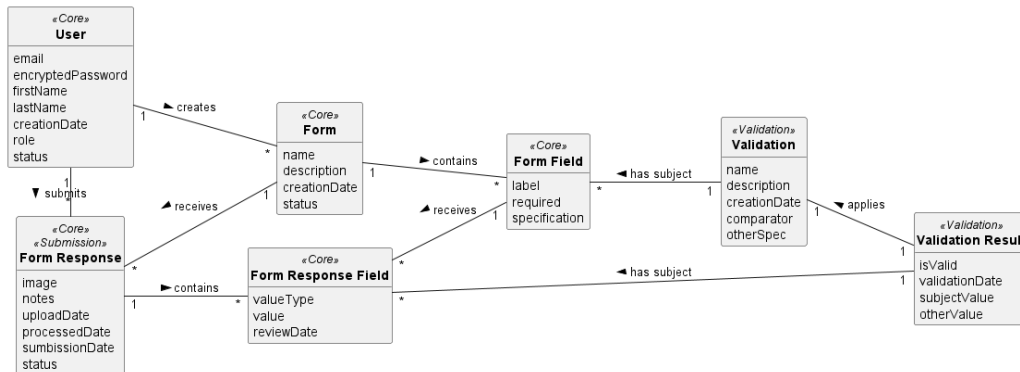 «Core»
User
email
encryptedPassword
firstName
lastName
creationDate
role
status
1
creates
*
1
submits
*
«Core»
Form
name
description
creationDate
status
1
contains
*
1
receives
*
«Core»
Form Field
label
required
specification
1
receives
*
*
has subject
1
«Validation»
Validation
name
description
creationDate
comparator
otherSpec
1
applies
1
«Validation»
Validation Result
isValid
validationDate
subjectValue
otherValue
1
has subject
*
«Core»
«Submission»
Form Response
image
notes
uploadDate
processedDate
sumbissionDate
status
1
contains
*
«Core»
Form Response Field
valueType
value
reviewDate